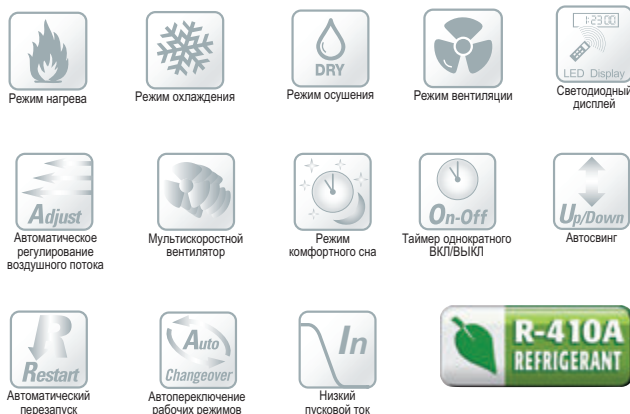 1:23:00
DRY
LED Display
Режим нагрева
Режим охлаждения
Режим осушения
Режим вентиляции
Светодиодный
дисплей
Adjust
On-Off
Up/Down
Автоматическое
регулирование
воздушного потока
Мультискоростной
вентилятор
Режим
комфортного сна
Таймер однократного
ВКЛ/ВЫКЛ
Автосвинг
R
Restart
Auto
Changeover
In
R-410A
REFRIGERANT
Автоматический
перезапуск
Автопереключение
рабочих режимов
Низкий
пусковой ток